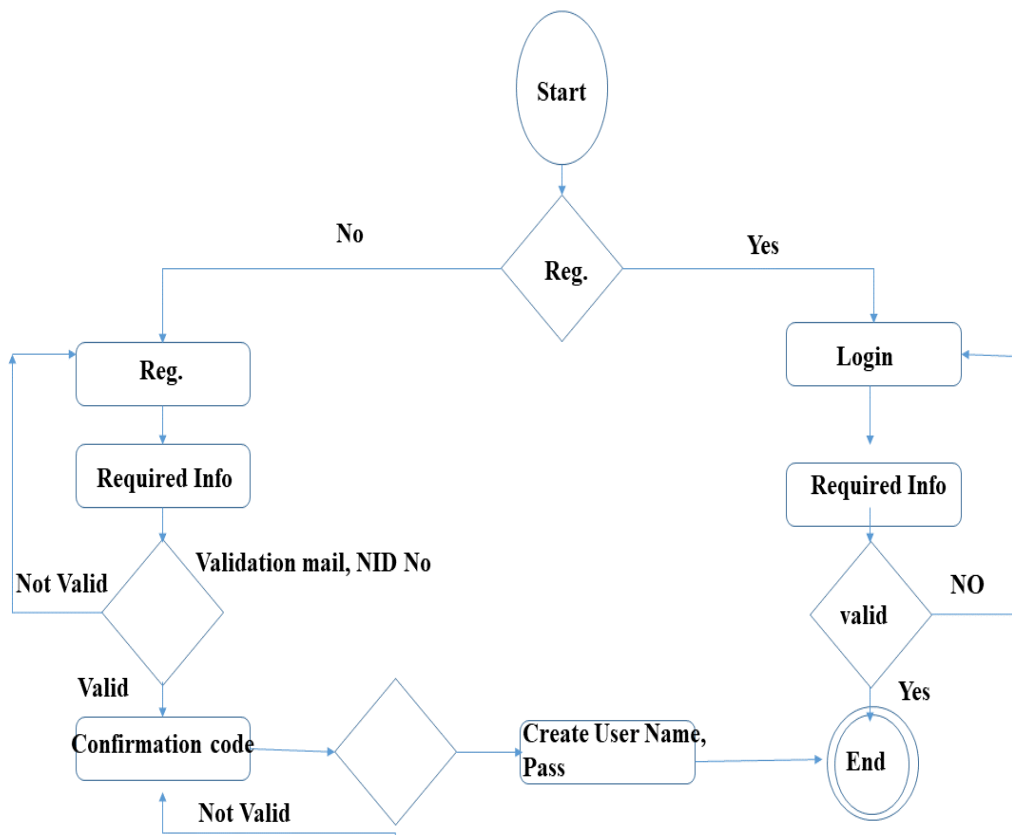 Start
No
Yes
Reg.
Reg.
Login
Required Info
Required Info
Validation mail, NID No
Not Valid
NO
valid
Valid
Yes
Confirmation code
Create User Name,
Pass
End
Not Valid